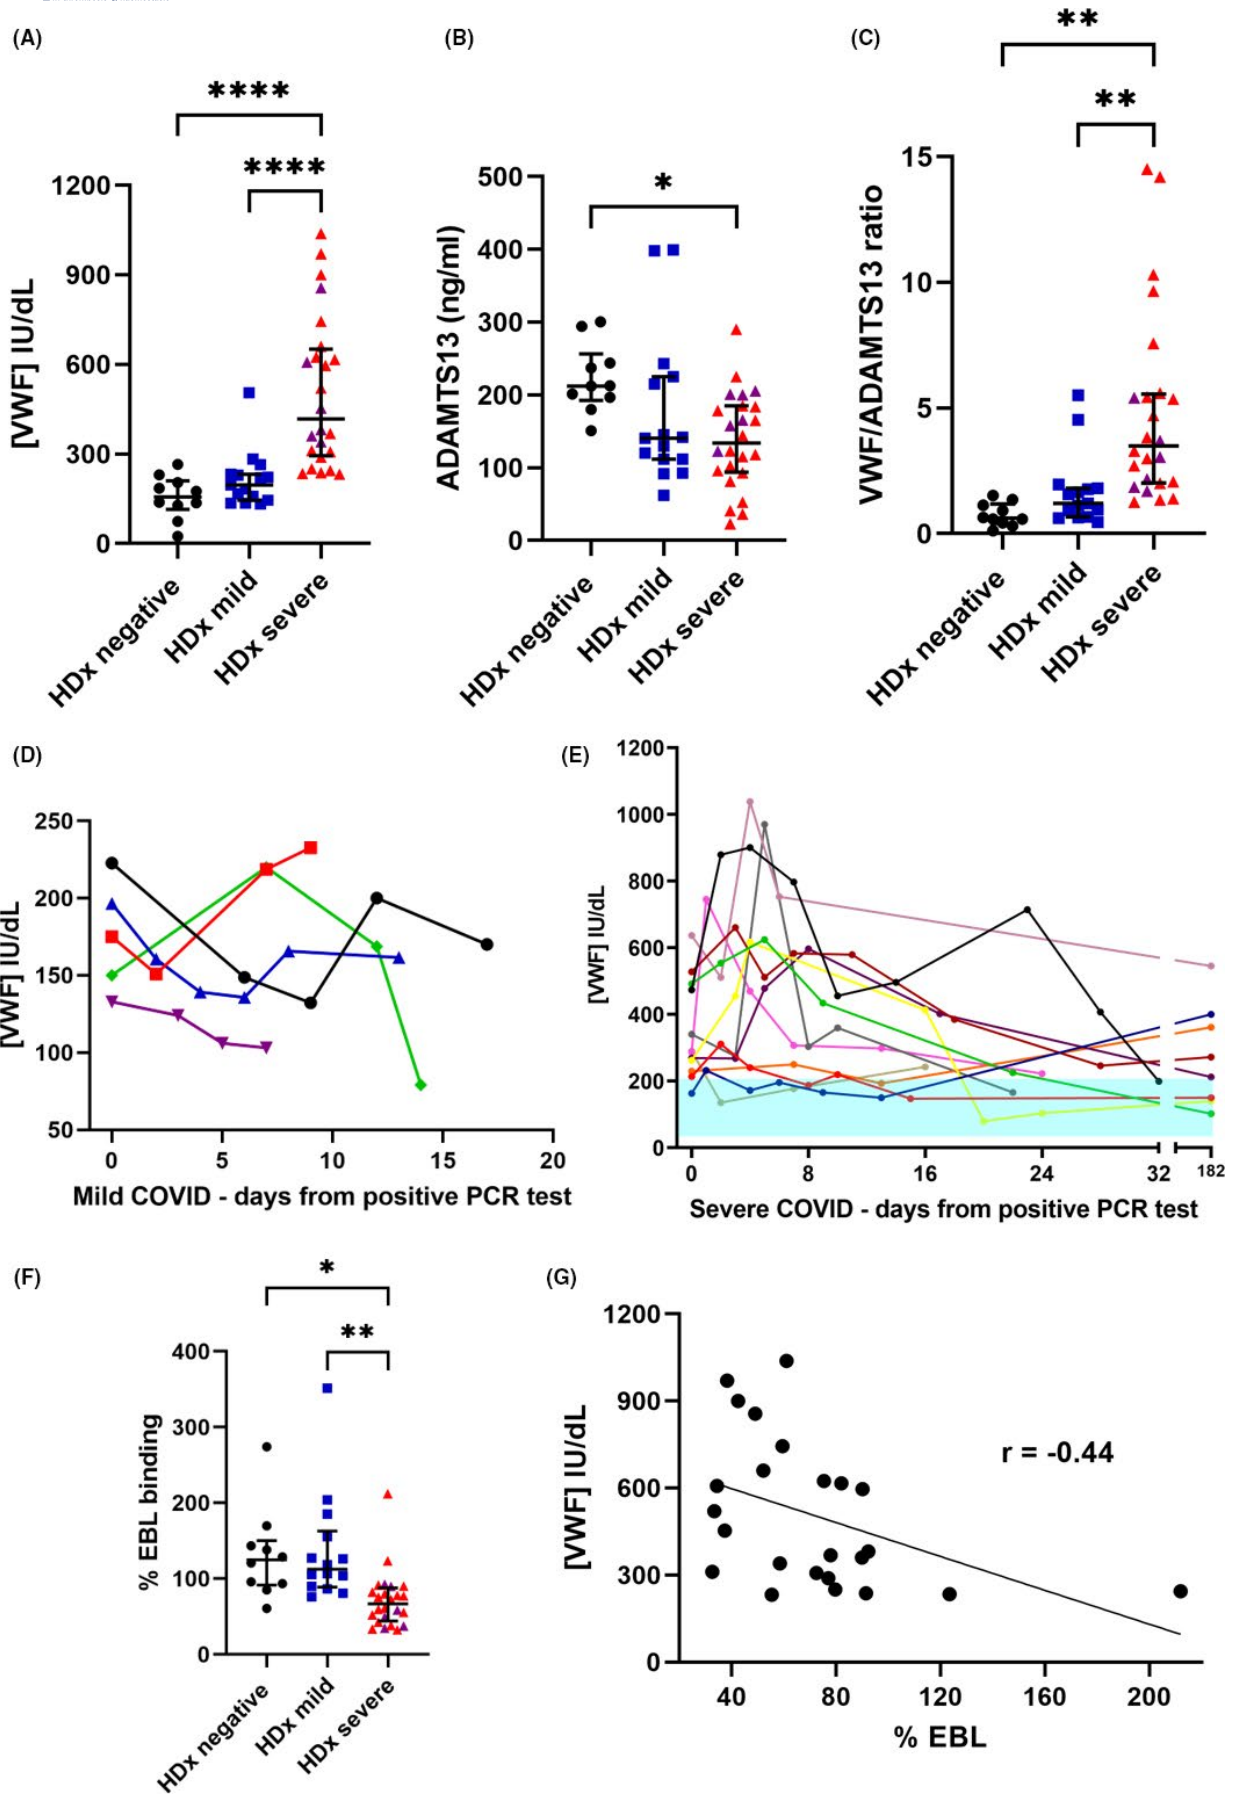 (A)
(B)
(C)
****
****
[VWF] IU/dL
1200
900
600
300
0
HDx negative
HDx mild
HDx severe
*
ADAMTS13 (ng/ml)
500
400
300
200
100
0
HDx negative
HDx mild
HDx severe
**
**
VWF/ADAMTS13 ratio
15
10
5
0
HDx negative
HDx mild
HDx severe
(D)
[VWF] IU/dL
250
200
150
100
50
0 5 10 15 20
Mild COVID - days from positive PCR test
(E)
[VWF] IU/dL
1200
1000
800
600
400
200
0
0 8 16 24 32 182
Severe COVID - days from positive PCR test
(F)
*
**
% EBL binding
400
300
200
100
0
HDx negative
HDx mild
HDx severe
(G)
[VWF] IU/dL
1200
900
600
300
0
r = -0.44
40 80 120 160 200
% EBL